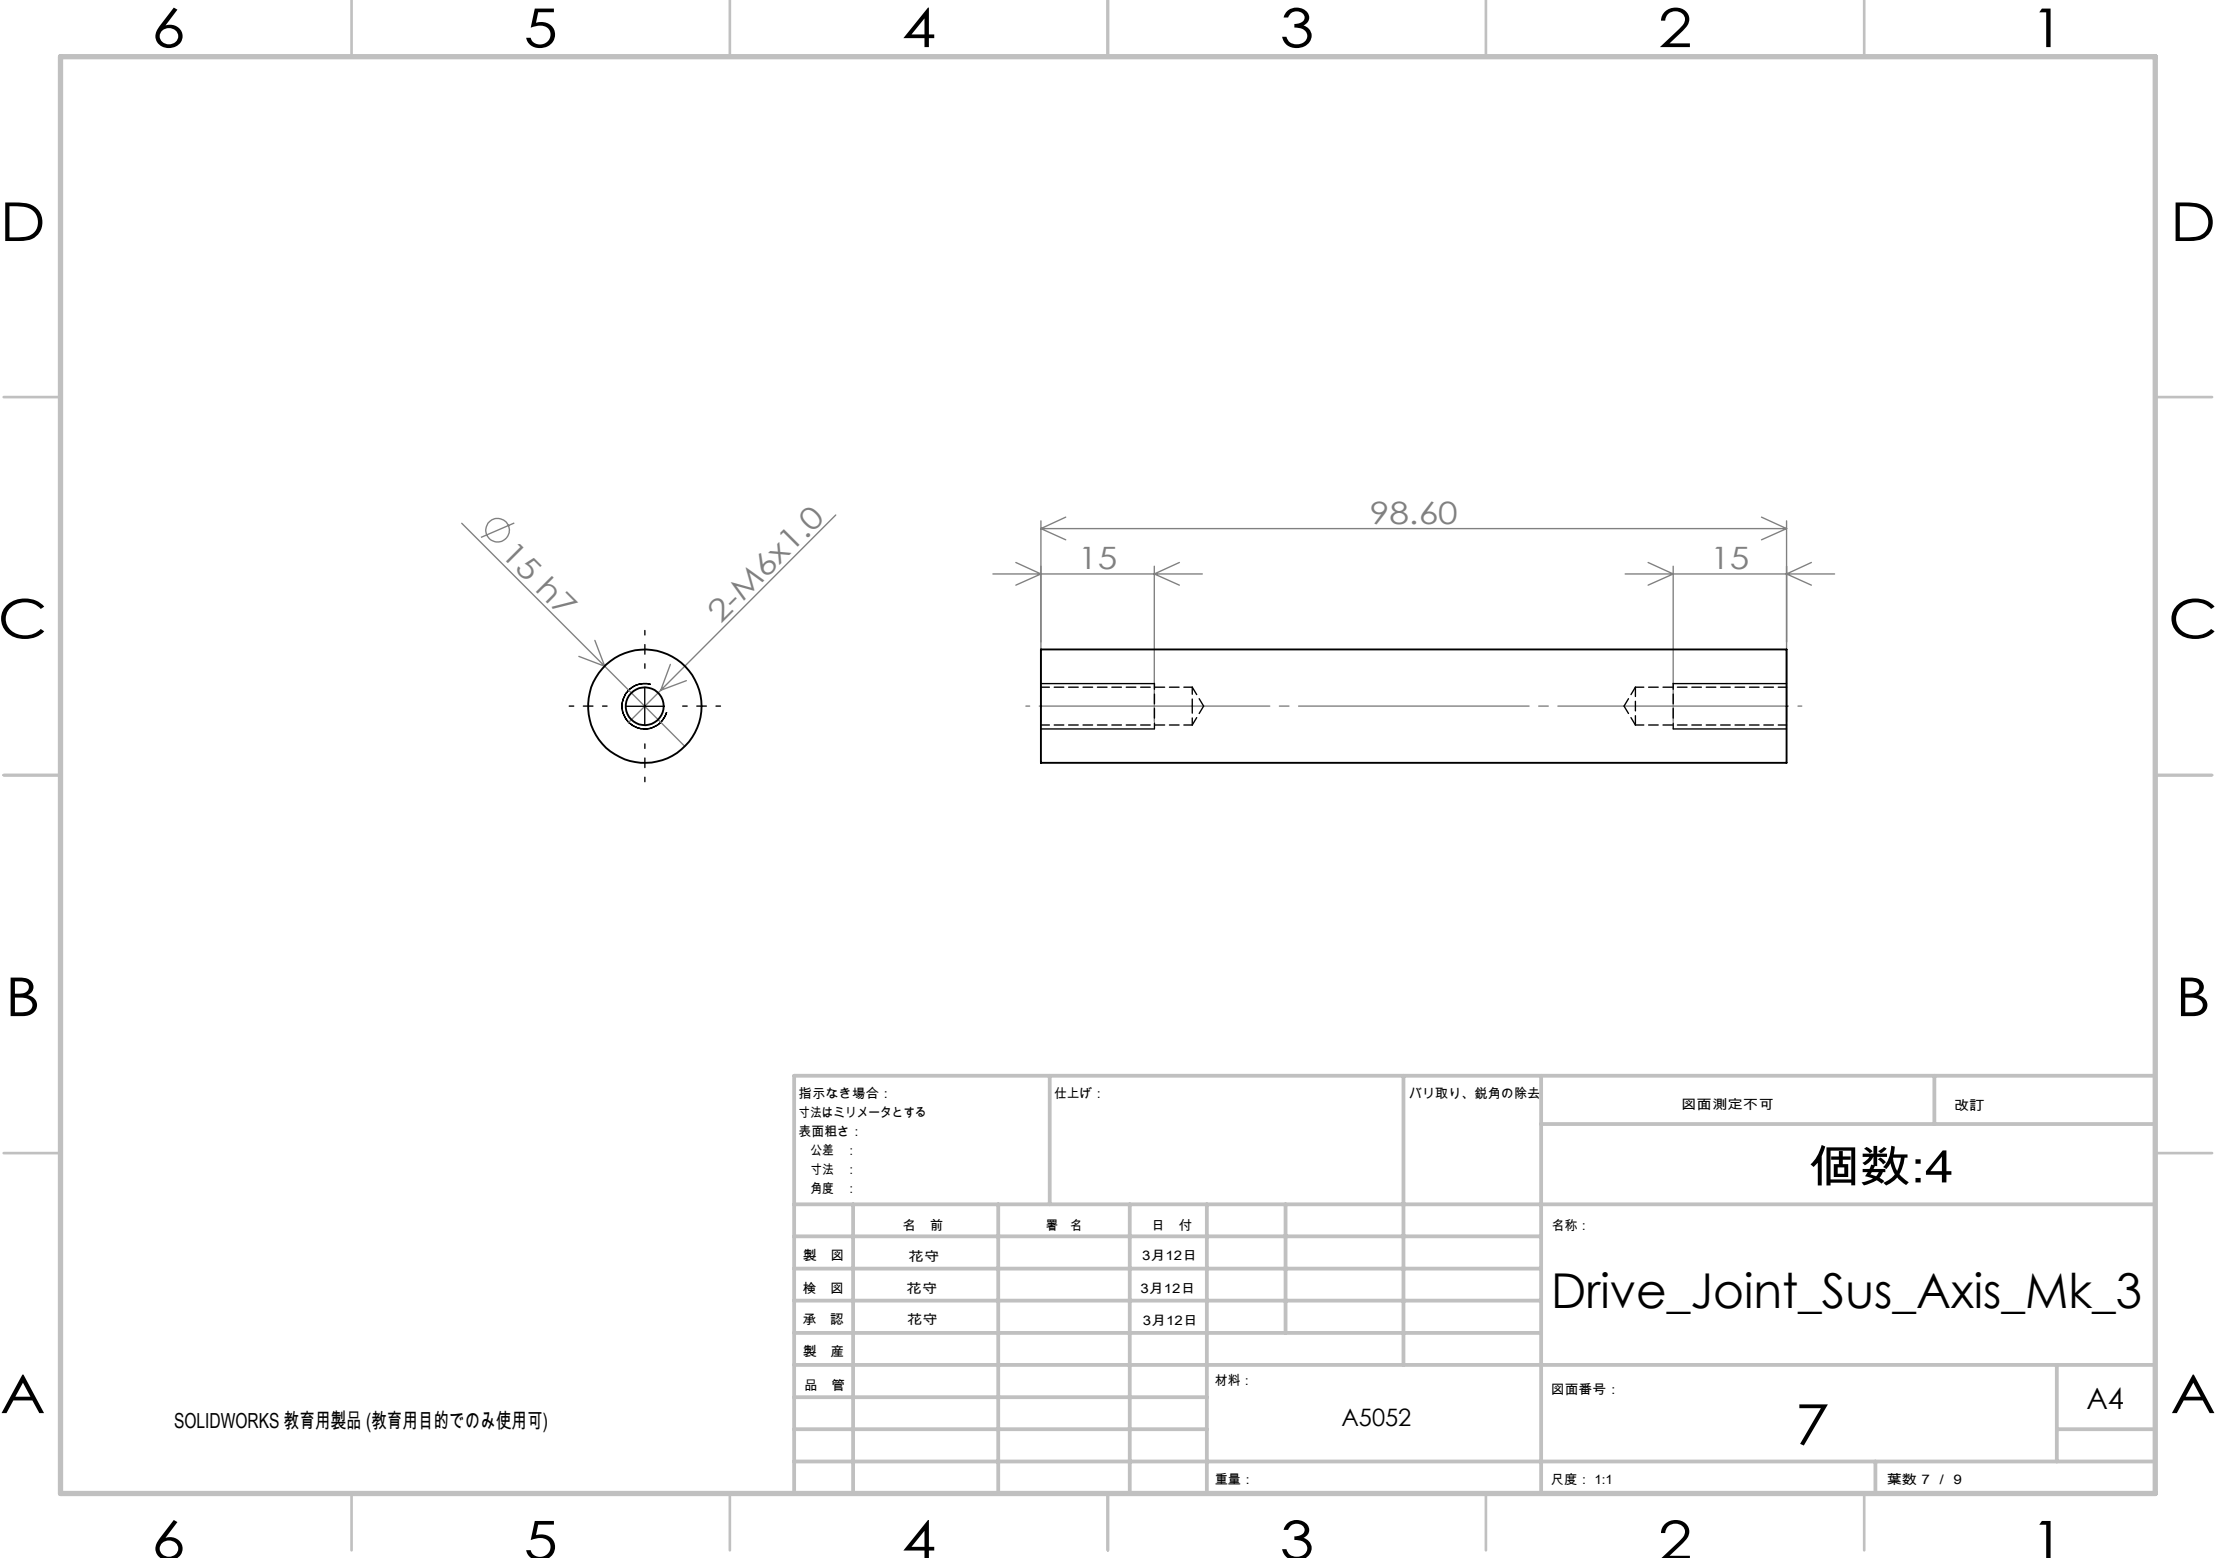 6 5 4 3 2 1
D D
98.60
Ø15 h7
2-M6x1.0
15 15
C C
B B
指示なき場合：
寸法はミリメータとする
表面粗さ：
公差 ：
寸法 ：
角度 ：
仕上げ：
バリ取り、鋭角の除去
図面測定不可
改訂
個数:4
名 前 署 名 日 付
製 図 花守 3月12日
検 図 花守 3月12日
承 認 花守 3月12日
製 産
品 管
名称：
Drive_Joint_Sus_Axis_Mk_3
材料：
A5052
図面番号：
7
A4
重量：
尺度： 1:1
葉数 7 / 9
A A
SOLIDWORKS 教育用製品 (教育用目的でのみ使用可)
6 5 4 3 2 1